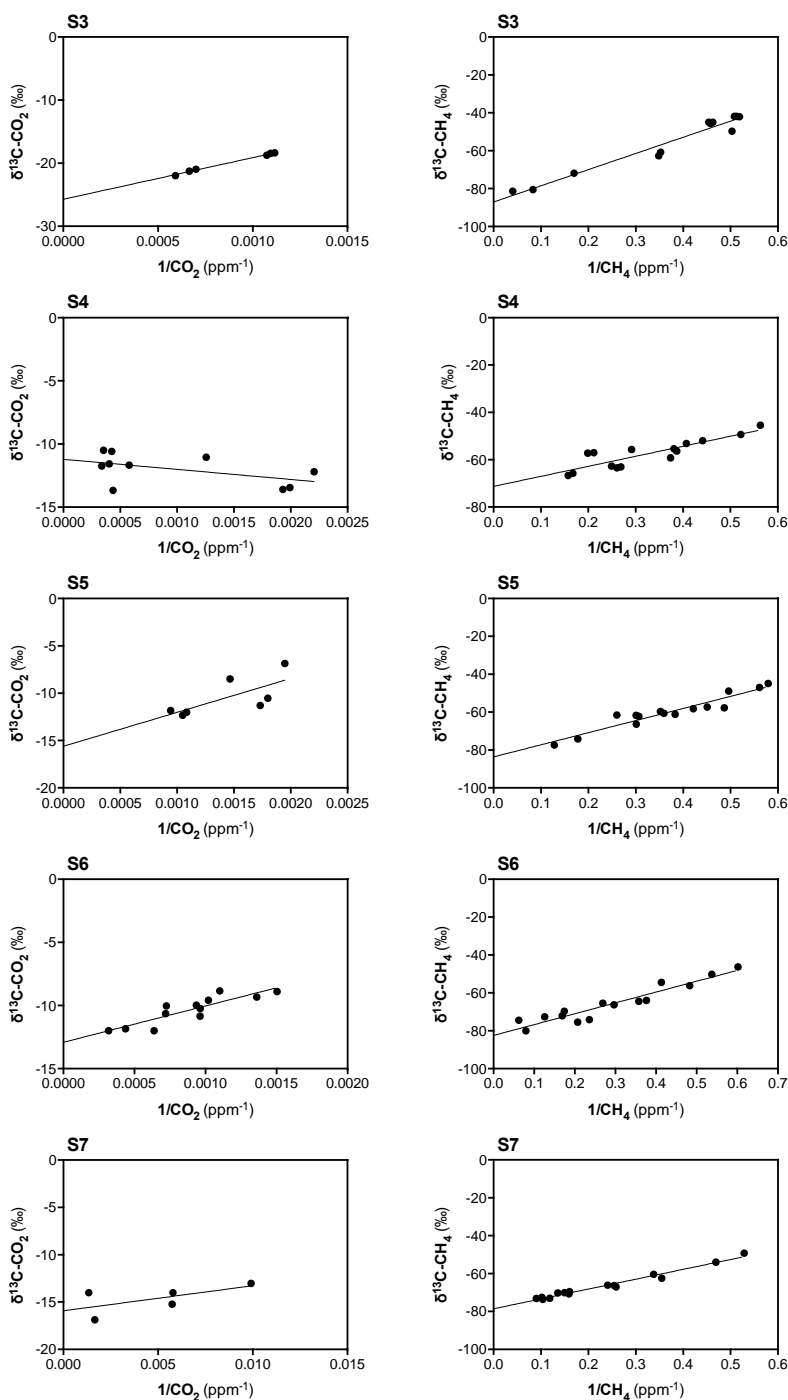 S3
δ¹³C-CO₂ (‰)
0
-10
-20
-30
0.0000 0.0005 0.0010 0.0015
1/CO₂ (ppm⁻¹)
S3
δ¹³C-CH₄ (‰)
0
-20
-40
-60
-80
-100
0.0 0.1 0.2 0.3 0.4 0.5 0.6
1/CH₄ (ppm⁻¹)
S4
δ¹³C-CO₂ (‰)
0
-5
-10
-15
0.0000 0.0005 0.0010 0.0015 0.0020 0.0025
1/CO₂ (ppm⁻¹)
S4
δ¹³C-CH₄ (‰)
0
-20
-40
-60
-80
0.0 0.1 0.2 0.3 0.4 0.5 0.6
1/CH₄ (ppm⁻¹)
S5
δ¹³C-CO₂ (‰)
0
-5
-10
-15
-20
0.0000 0.0005 0.0010 0.0015 0.0020 0.0025
1/CO₂ (ppm⁻¹)
S5
δ¹³C-CH₄ (‰)
0
-20
-40
-60
-80
-100
0.0 0.1 0.2 0.3 0.4 0.5 0.6
1/CH₄ (ppm⁻¹)
S6
δ¹³C-CO₂ (‰)
0
-5
-10
-15
0.0000 0.0005 0.0010 0.0015 0.0020
1/CO₂ (ppm⁻¹)
S6
δ¹³C-CH₄ (‰)
0
-20
-40
-60
-80
-100
0.0 0.1 0.2 0.3 0.4 0.5 0.6 0.7
1/CH₄ (ppm⁻¹)
S7
δ¹³C-CO₂ (‰)
0
-5
-10
-15
-20
0.000 0.005 0.010 0.015
1/CO₂ (ppm⁻¹)
S7
δ¹³C-CH₄ (‰)
0
-20
-40
-60
-80
-100
0.0 0.1 0.2 0.3 0.4 0.5 0.6
1/CH₄ (ppm⁻¹)